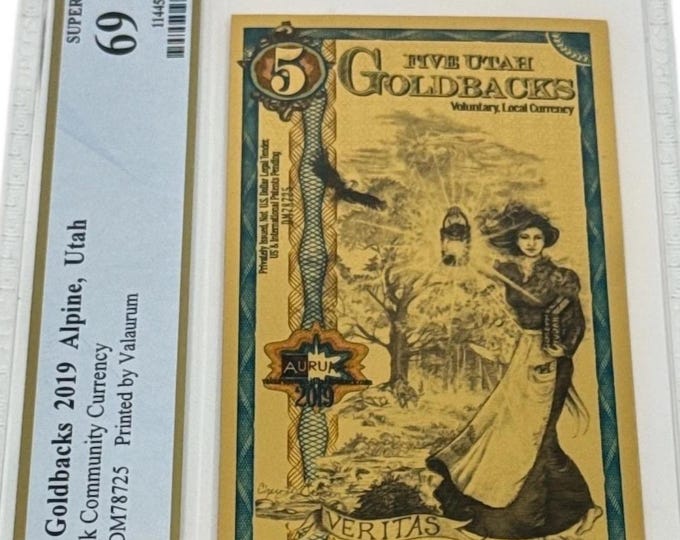 SUPER
69
11445
Goldbacks 2019 Alpine, Utah
k Community Currency
DM78725 Printed by Valaurum
5
FIVE UTAH
GOLDBACKS
Voluntary, Local Currency
Privately Issued, Not U.S. Dollar Legal Tender.
US & International Patents Pending
DM78725
AURUM
2019
VERITAS